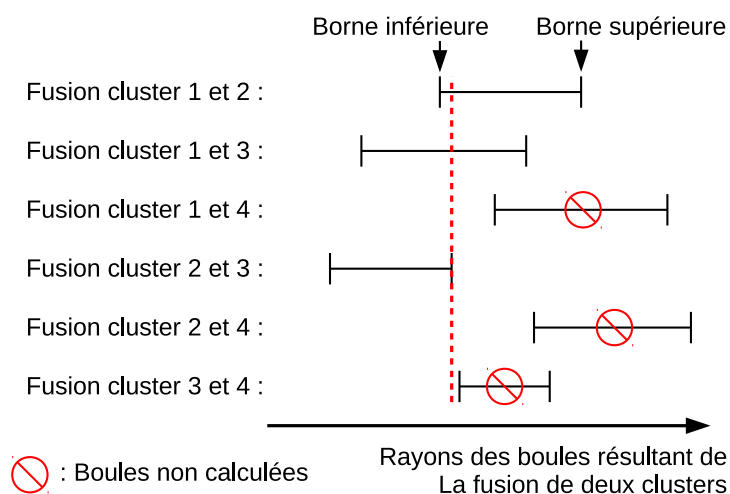 Borne inférieure
Borne supérieure
Fusion cluster 1 et 2 :
Fusion cluster 1 et 3 :
Fusion cluster 1 et 4 :
Fusion cluster 2 et 3 :
Fusion cluster 2 et 4 :
Fusion cluster 3 et 4 :
Rayons des boules résultant de
La fusion de deux clusters
: Boules non calculées